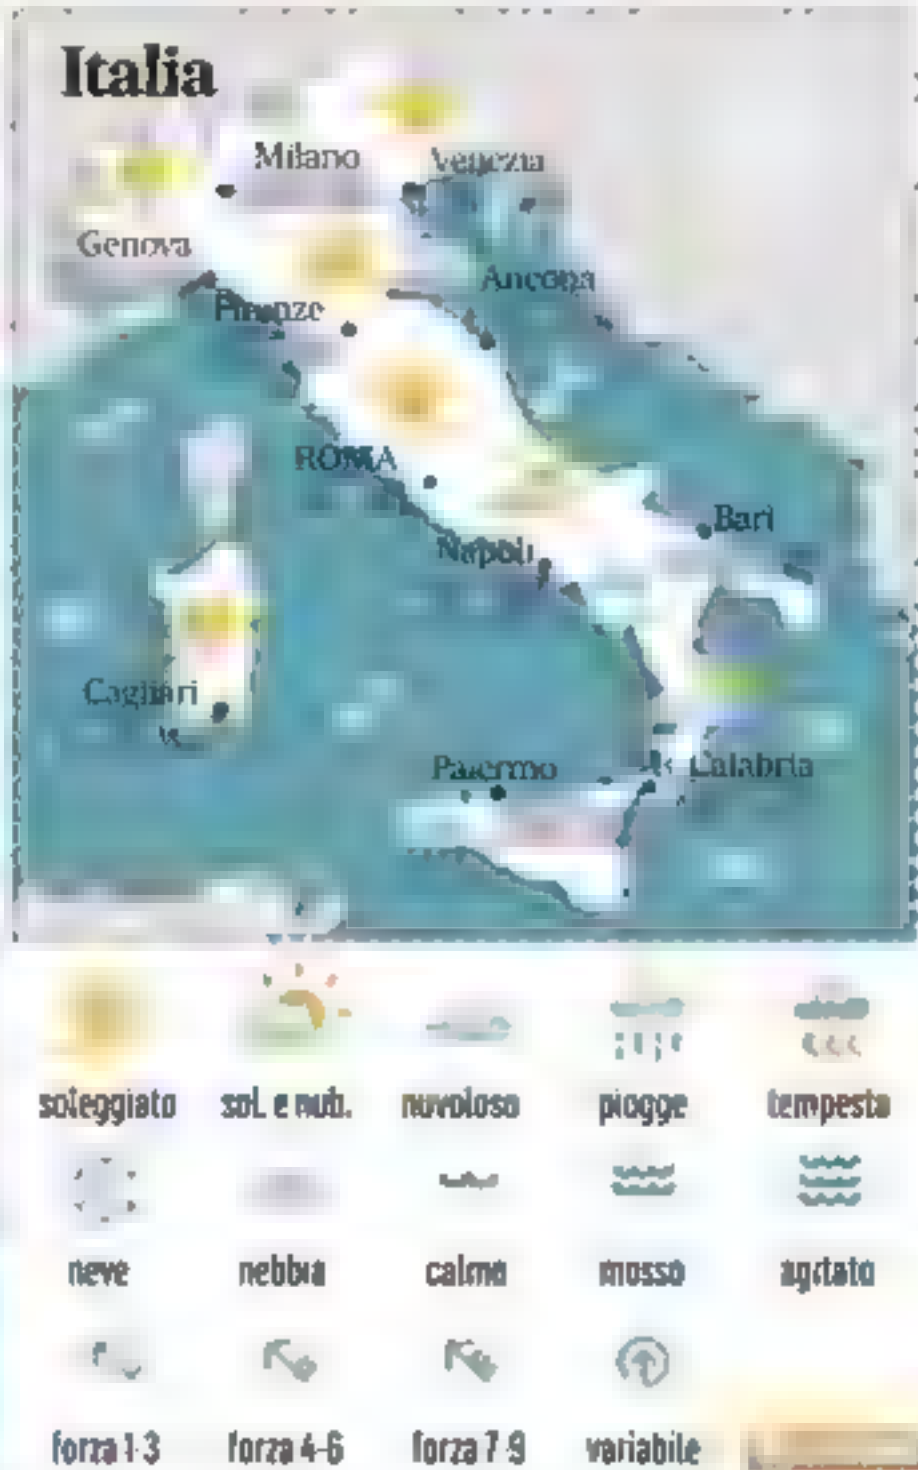 Italia
Milano
Venezia
Genova
Ancona
Firenze
ROMA
Bari
Napoli
Cagliari
Palermo
Calabria
soleggiato sol. e nub. nuvoloso piogge tempesta
neve nebbia calmo mosso agitato
forza 1-3 forza 4-6 forza 7-9 variabile